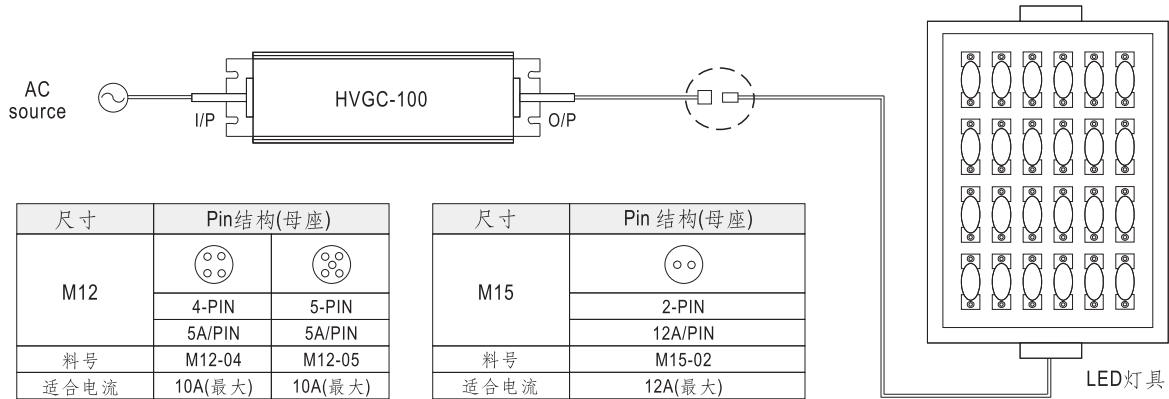 AC
source
I/P
HVGC-100
O/P
尺寸 Pin结构(母座)
M12
4-PIN 5-PIN
5A/PIN 5A/PIN
料号 M12-04 M12-05
适合电流 10A(最大) 10A(最大)
尺寸 Pin 结构(母座)
M15
2-PIN
12A/PIN
料号 M15-02
适合电流 12A(最大)
LED灯具